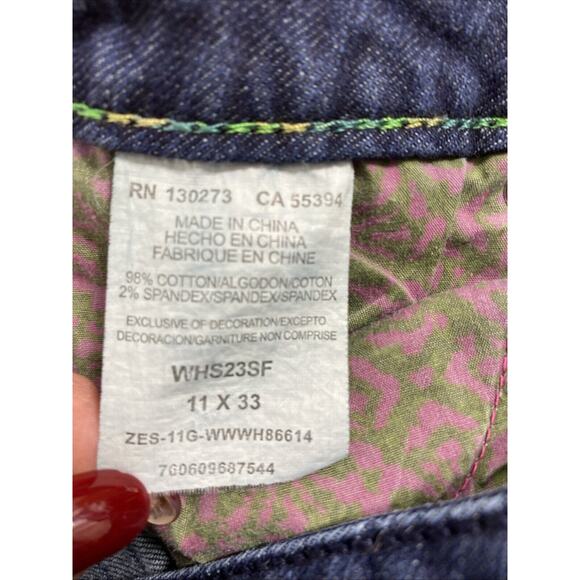 RN 130273 CA 55394
MADE IN CHINA
HECHO EN CHINA
FABRIQUE EN CHINE
98% COTTON/ALGODON/COTON
2% SPANDEX/SPANDEX/SPANDEX
EXCLUSIVE OF DECORATION/EXCEPTO
DECORACION/GARNITURE NON COMPRISE
WHS23SF
11 X 33
ZES-11G-WWWH86614
760609687544